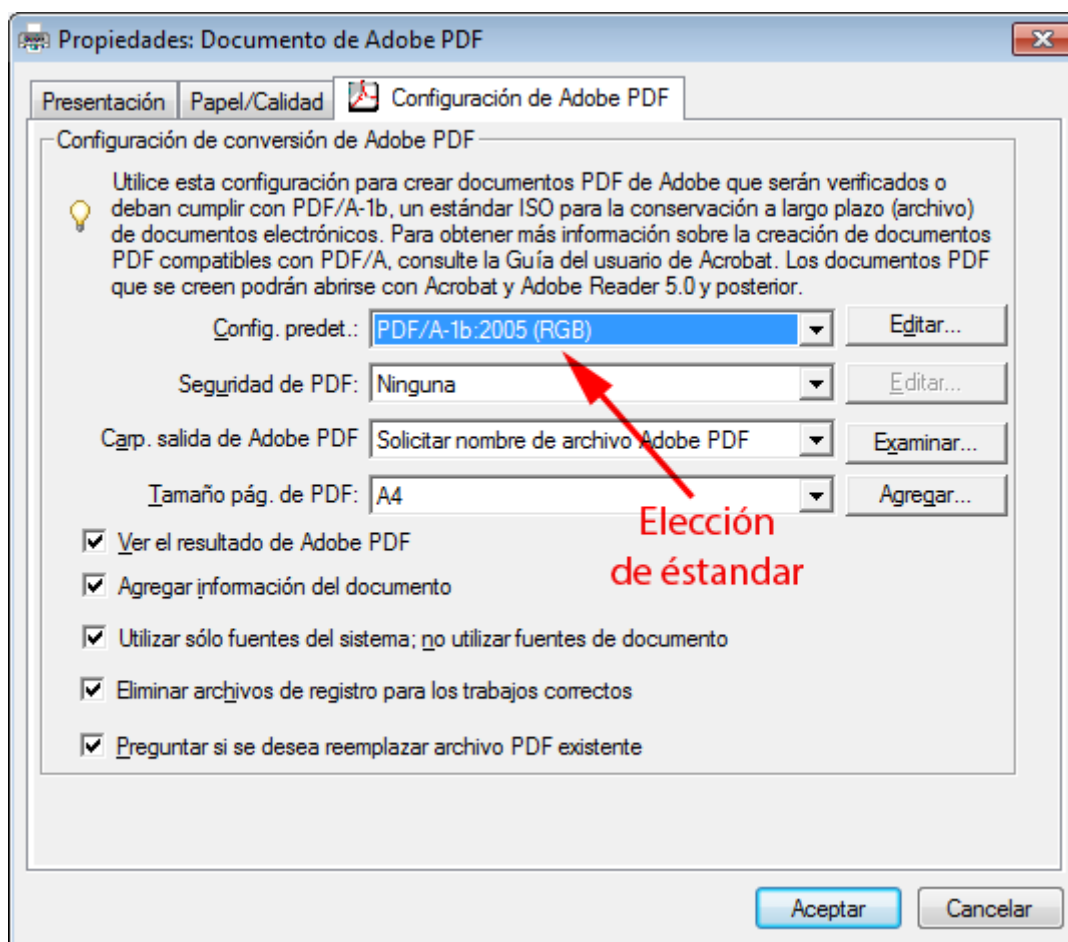 Propiedades: Documento de Adobe PDF
Presentación Papel/Calidad Configuración de Adobe PDF
Configuración de conversión de Adobe PDF
Utilice esta configuración para crear documentos PDF de Adobe que serán verificados o
deban cumplir con PDF/A-1b, un estándar ISO para la conservación a largo plazo (archivo)
de documentos electrónicos. Para obtener más información sobre la creación de documentos
PDF compatibles con PDF/A, consulte la Guía del usuario de Acrobat. Los documentos PDF
que se creen podrán abrirse con Acrobat y Adobe Reader 5.0 y posterior.
Config. predet.: PDF/A-1b:2005 (RGB) Editar...
Seguridad de PDF: Ninguna Editar...
Carp. salida de Adobe PDF Solicitar nombre de archivo Adobe PDF Examinar...
Tamaño pág. de PDF: A4 Agregar...
Elección
de éstandar
Ver el resultado de Adobe PDF
Agregar información del documento
Utilizar sólo fuentes del sistema; no utilizar fuentes de documento
Eliminar archivos de registro para los trabajos correctos
Preguntar si se desea reemplazar archivo PDF existente
Aceptar Cancelar